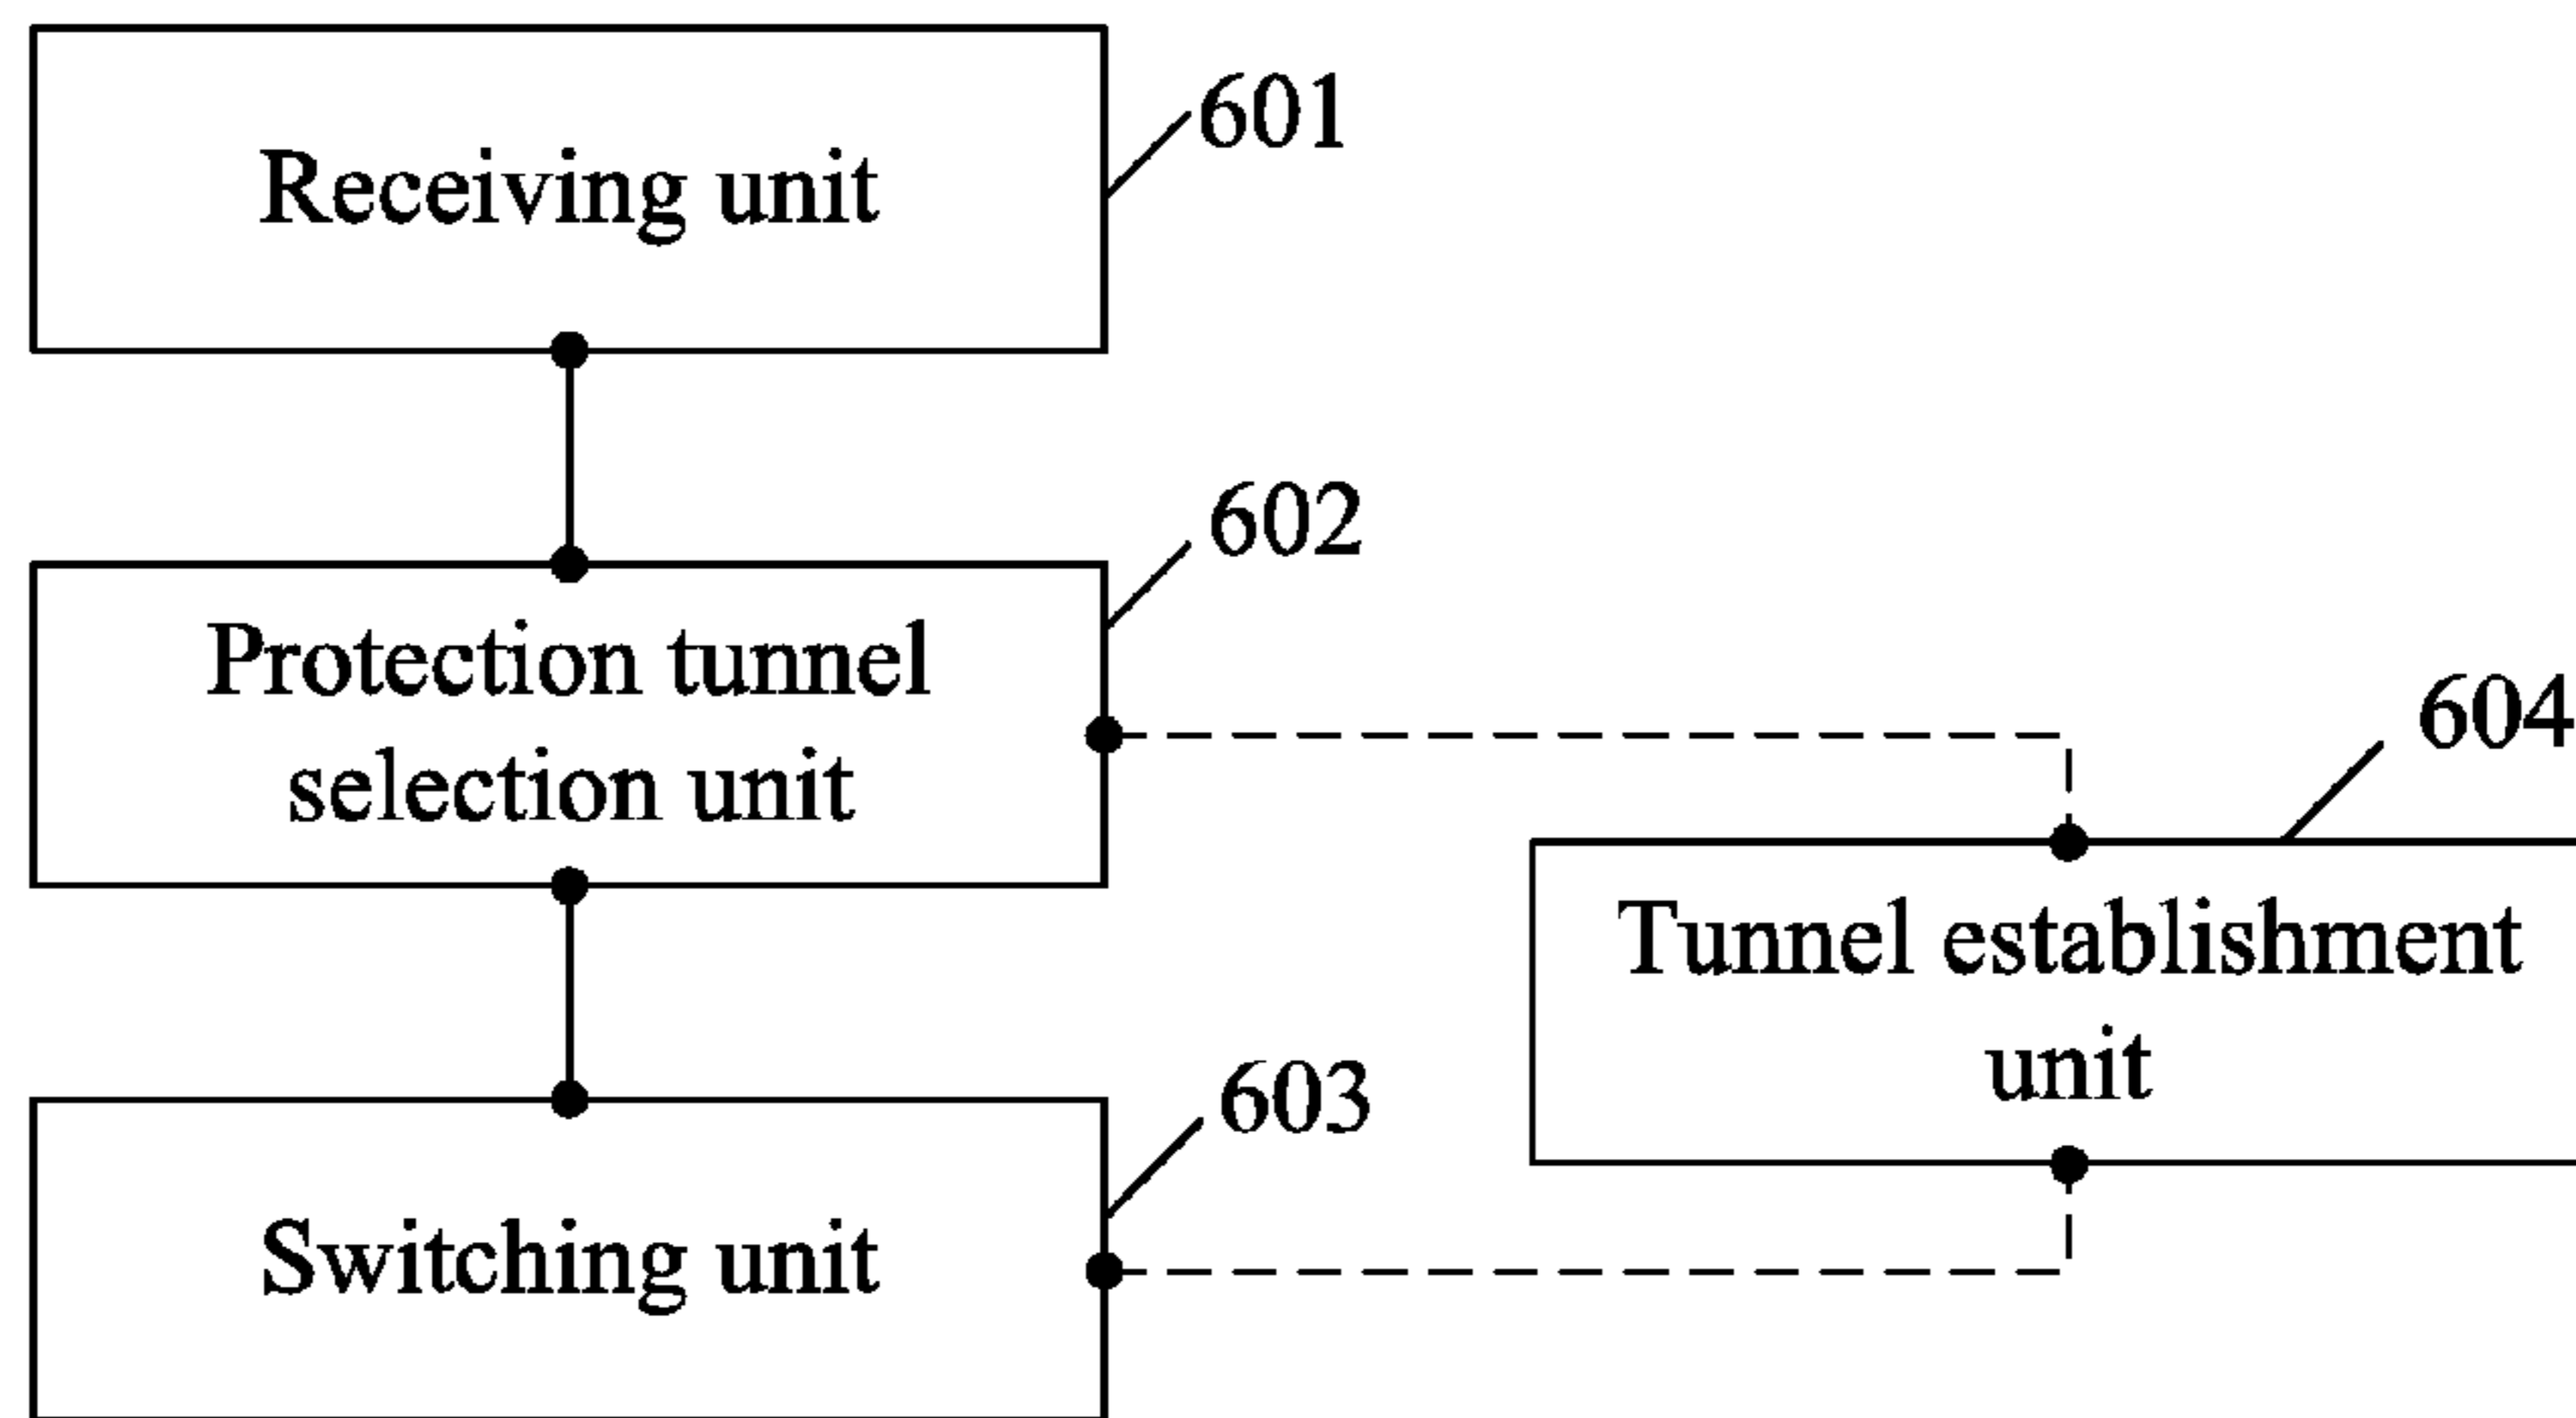 Receiving unit
601
Protection tunnel
selection unit
602
Switching unit
603
Tunnel establishment
unit
604